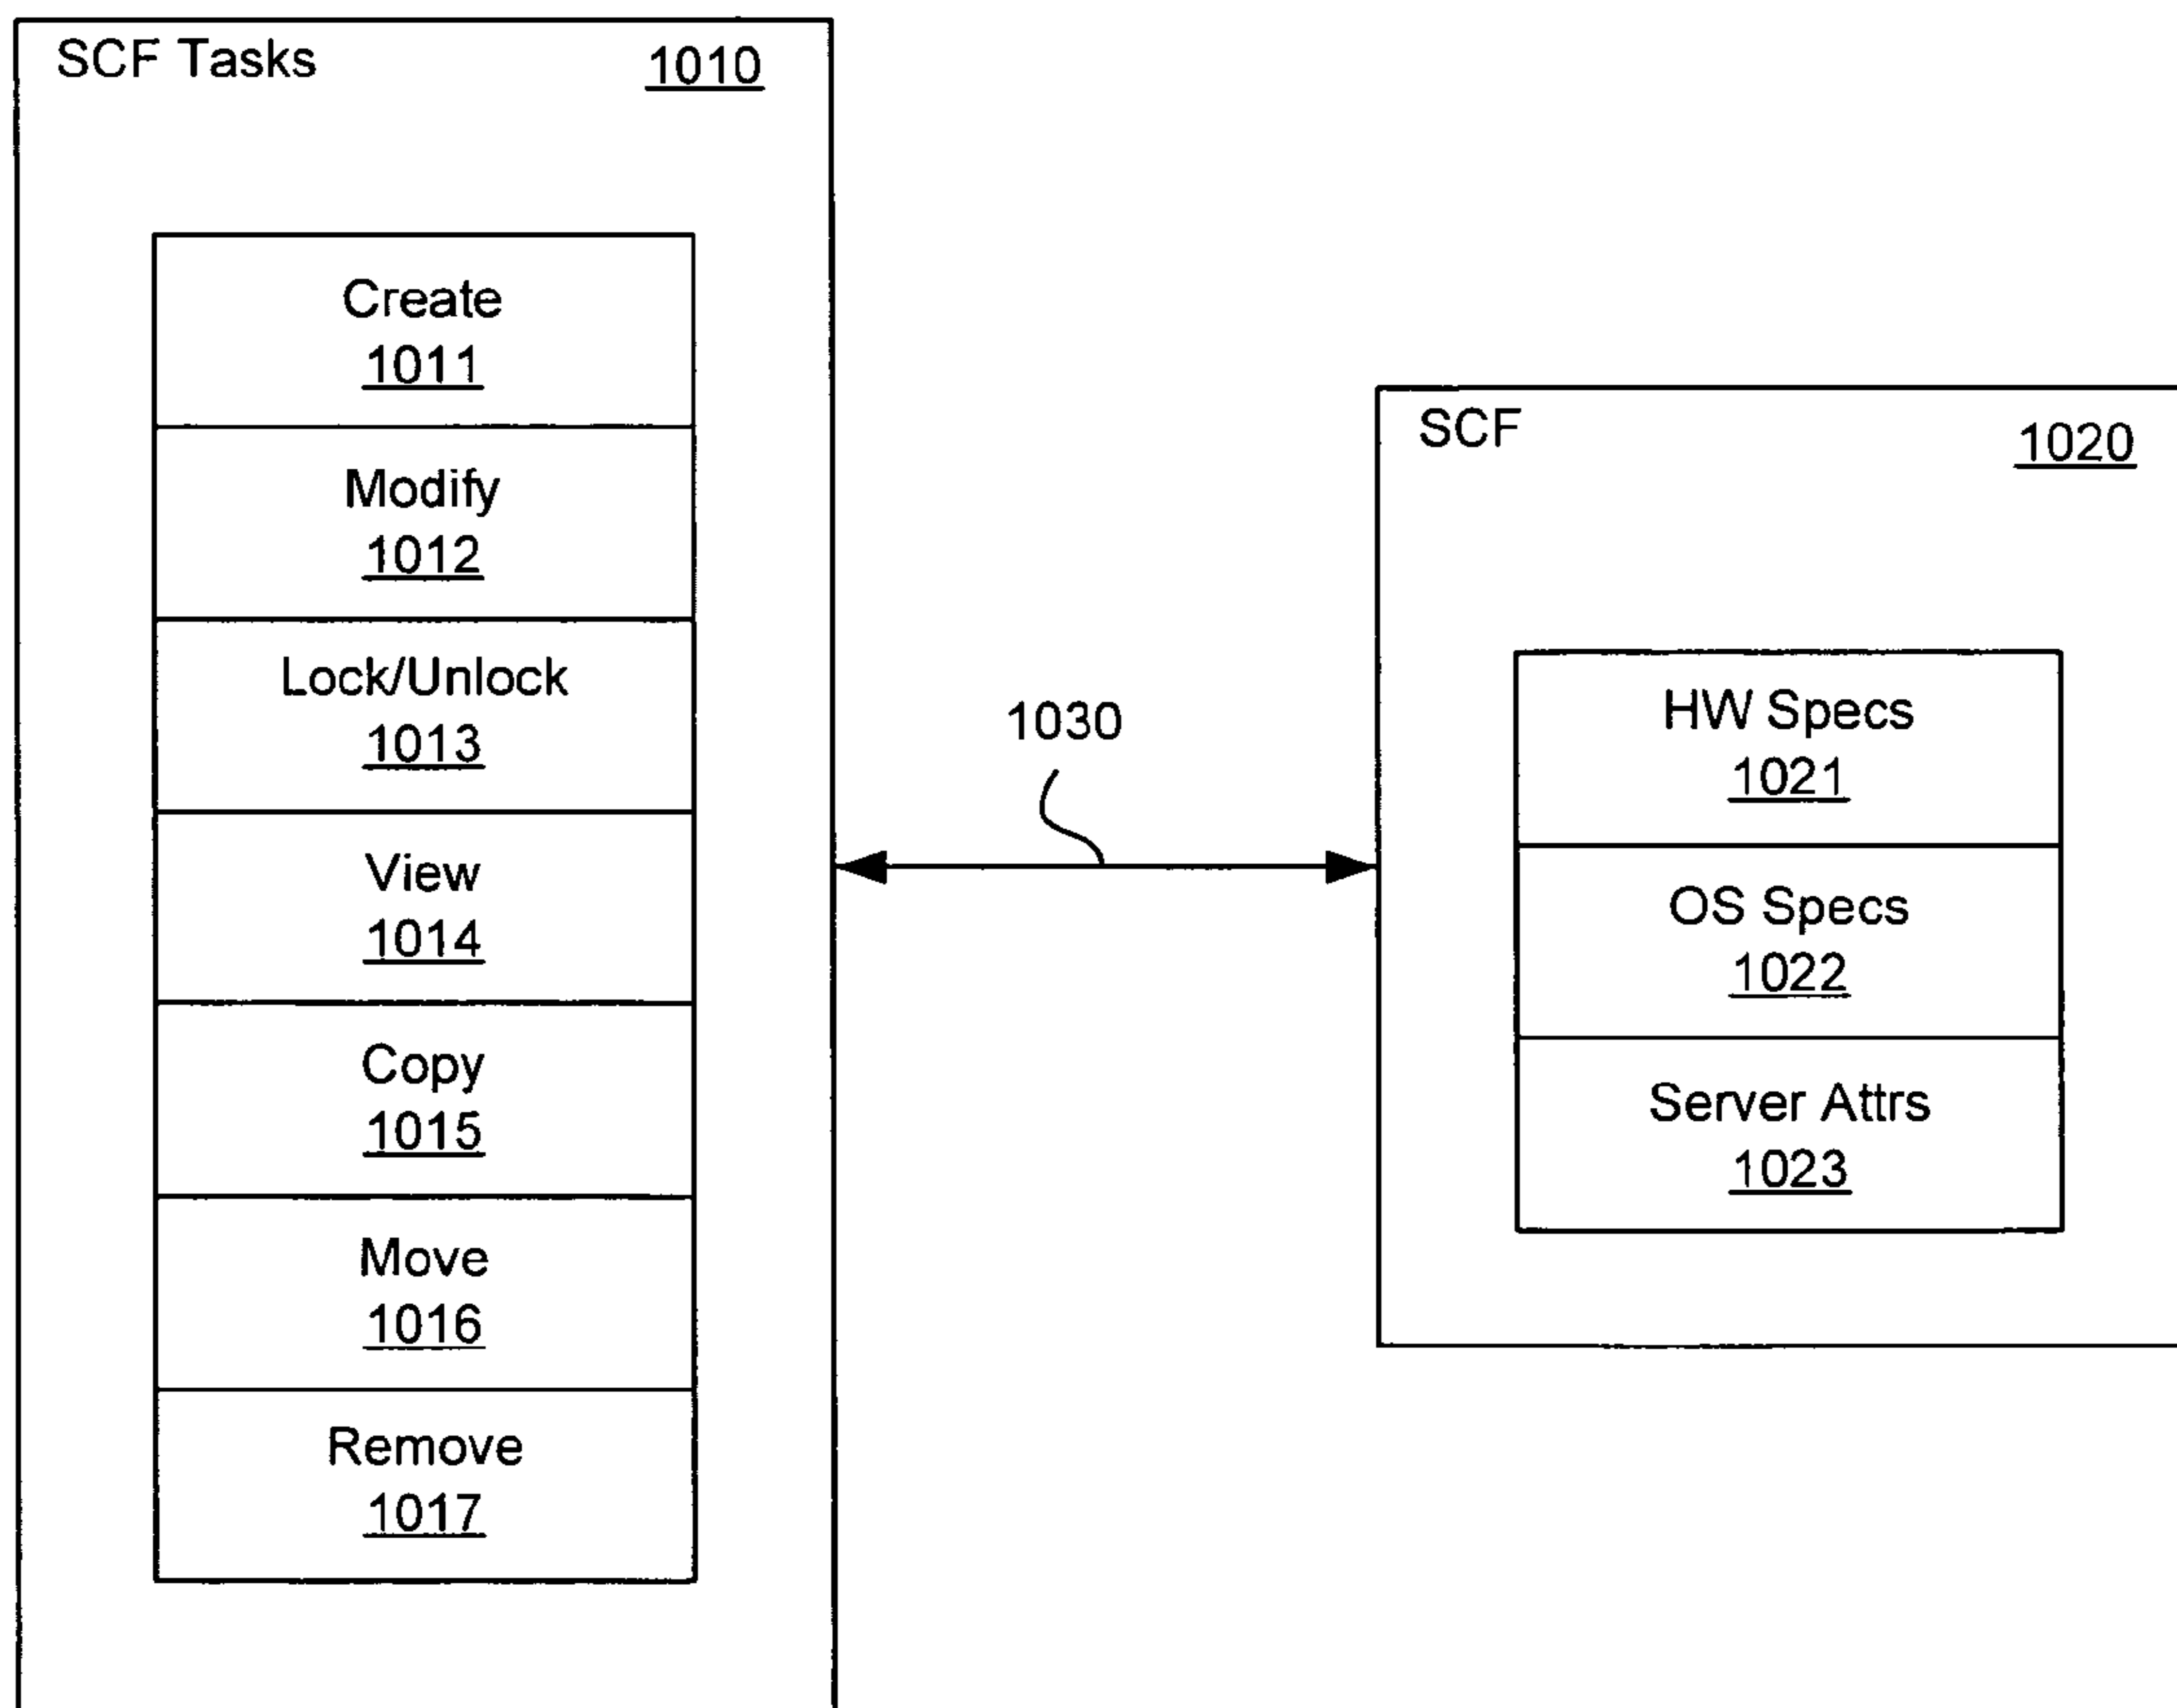 SCF Tasks
1010
Create
1011
Modify
1012
Lock/Unlock
1013
View
1014
Copy
1015
Move
1016
Remove
1017
1030
SCF
1020
HW Specs
1021
OS Specs
1022
Server Attrs
1023